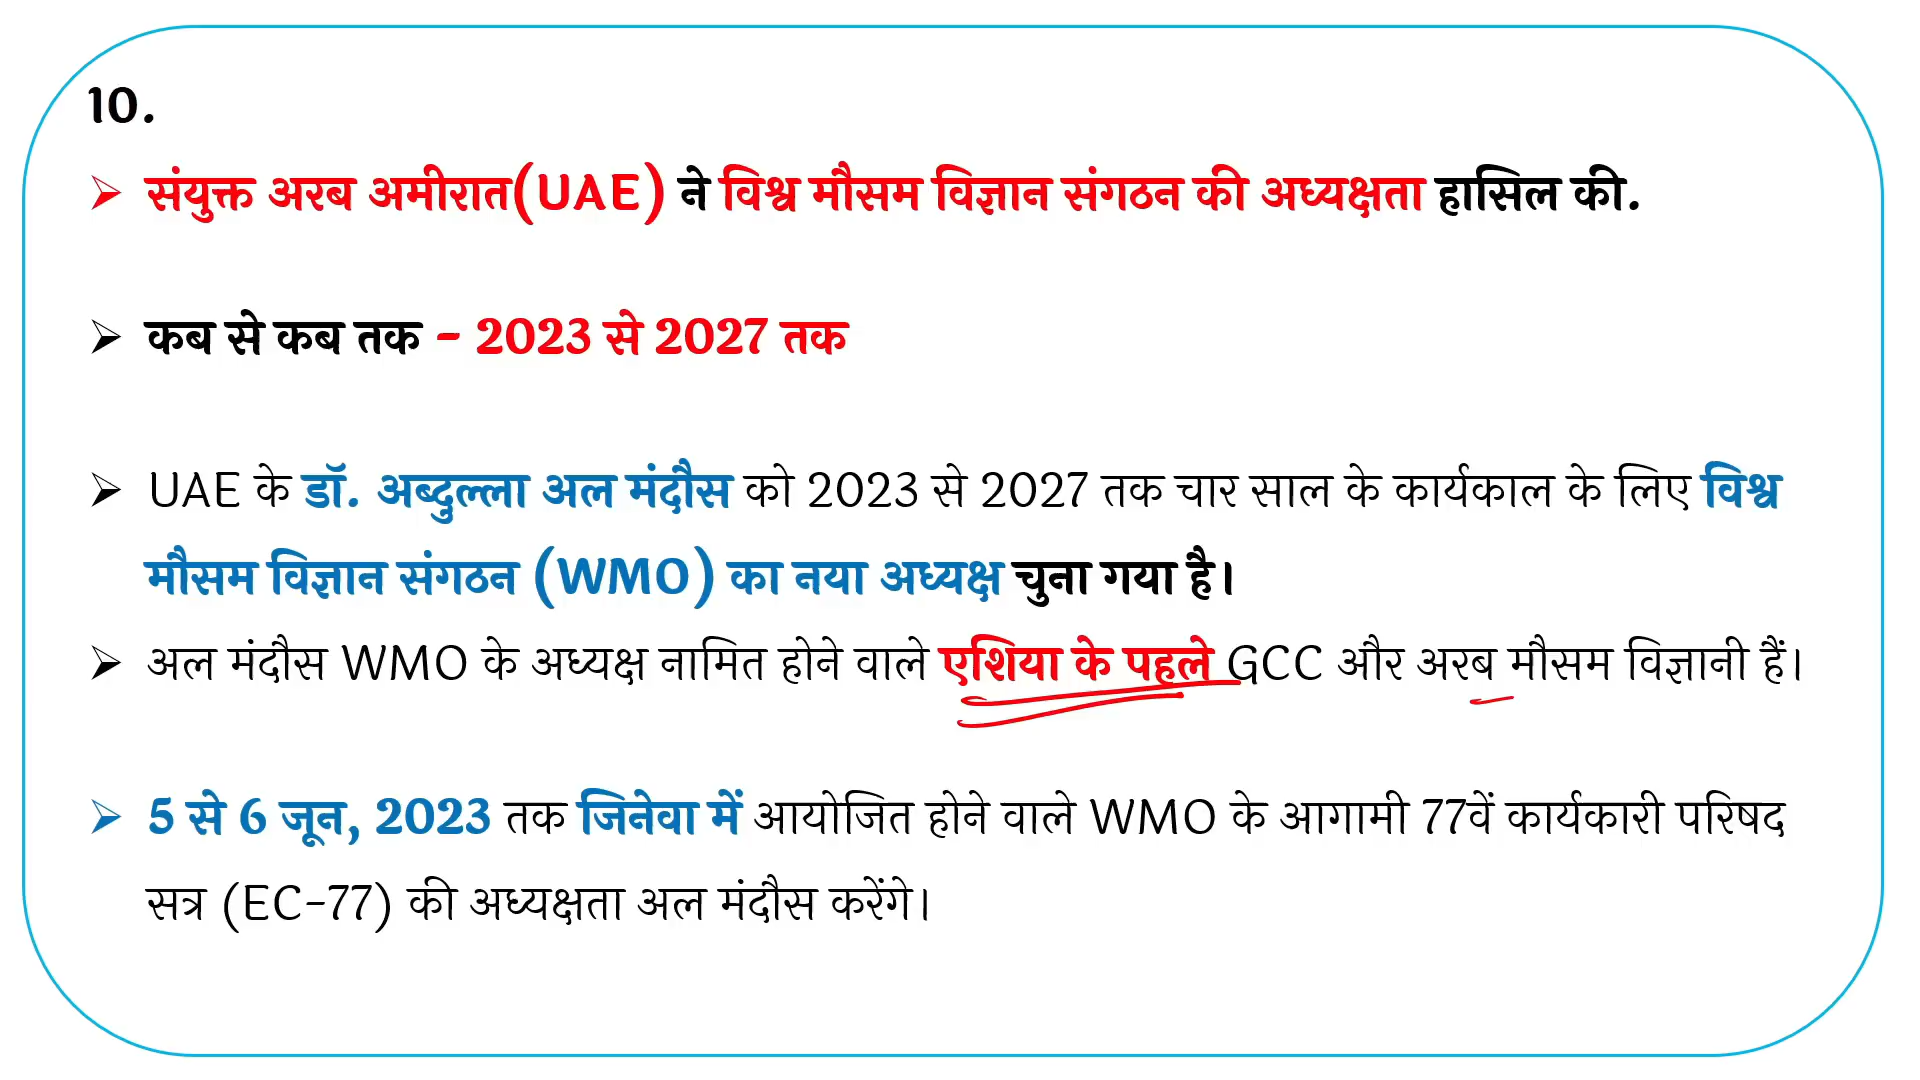 10.
संयुक्त अरब अमीरात(UAE) ने विश्व मौसम विज्ञान संगठन की अध्यक्षता हासिल की.
कब से कब तक - 2023 से 2027 तक
UAE के डॉ. अब्दुल्ला अल मंदौस को 2023 से 2027 तक चार साल के कार्यकाल के लिए विश्व
मौसम विज्ञान संगठन (WMO) का नया अध्यक्ष चुना गया है।
अल मंदौस WMO के अध्यक्ष नामित होने वाले एशिया के पहले GCC और अरब मौसम विज्ञानी हैं।
5 से 6 जून, 2023 तक जिनेवा में आयोजित होने वाले WMO के आगामी 77वें कार्यकारी परिषद
सत्र (EC-77) की अध्यक्षता अल मंदौस करेंगे।